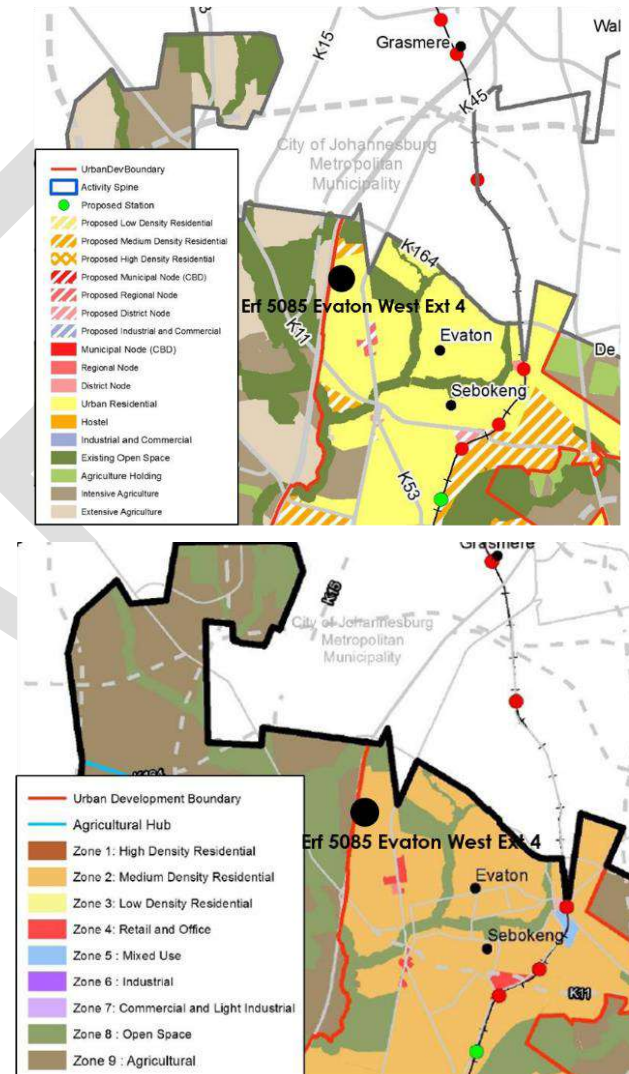 K15
Grasmere
Wal
K45
City of Johannesburg
Metropolitan
Municipality
UrbanDevBoundary
Activity Spine
Proposed Station
Proposed Low Density Residential
Proposed Medium Density Residential
Proposed High Density Residential
Proposed Municipal Node (CBD)
Proposed Regional Node
Proposed District Node
Proposed Industrial and Commercial
Municipal Node (CBD)
Regional Node
District Node
Urban Residential
Hostel
Industrial and Commercial
Existing Open Space
Agriculture Holding
Intensive Agriculture
Extensive Agriculture
K164
Erf 5085 Evaton West Ext 4
K11
Evaton
De
Sebokeng
K53
Grasmere
K15
City of Johannesburg
Metropolitan
Municipality
Urban Development Boundary
Agricultural Hub
Zone 1: High Density Residential
Zone 2: Medium Density Residential
Zone 3: Low Density Residential
Zone 4: Retail and Office
Zone 5: Mixed Use
Zone 6 : Industrial
Zone 7: Commercial and Light Industrial
Zone 8 : Open Space
Zone 9 : Agricultural
Erf 5085 Evaton West Ext 4
Evaton
Sebokeng
K11